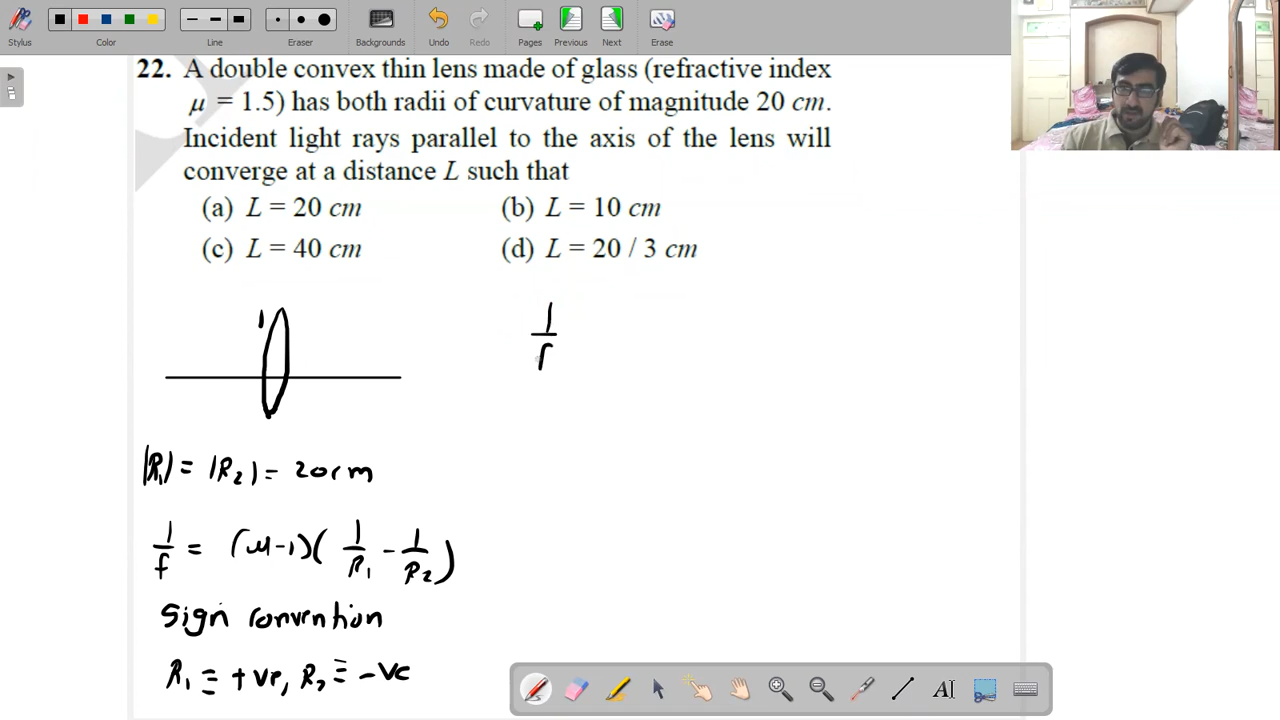 Stylus Color Line Eraser Backgrounds Undo Redo Pages Previous Next Erase
22. A double convex thin lens made of glass (refractive index
μ = 1.5) has both radii of curvature of magnitude 20 cm.
Incident light rays parallel to the axis of the lens will
converge at a distance L such that
(a) L = 20 cm (b) L = 10 cm
(c) L = 40 cm (d) L = 20 / 3 cm
1/f
|R₁| = |R₂| = 20cm
1/f = (μ-1)(1/R₁ - 1/R₂)
Sign convention
R₁ ≡ +ve, R₂ ≡ -ve